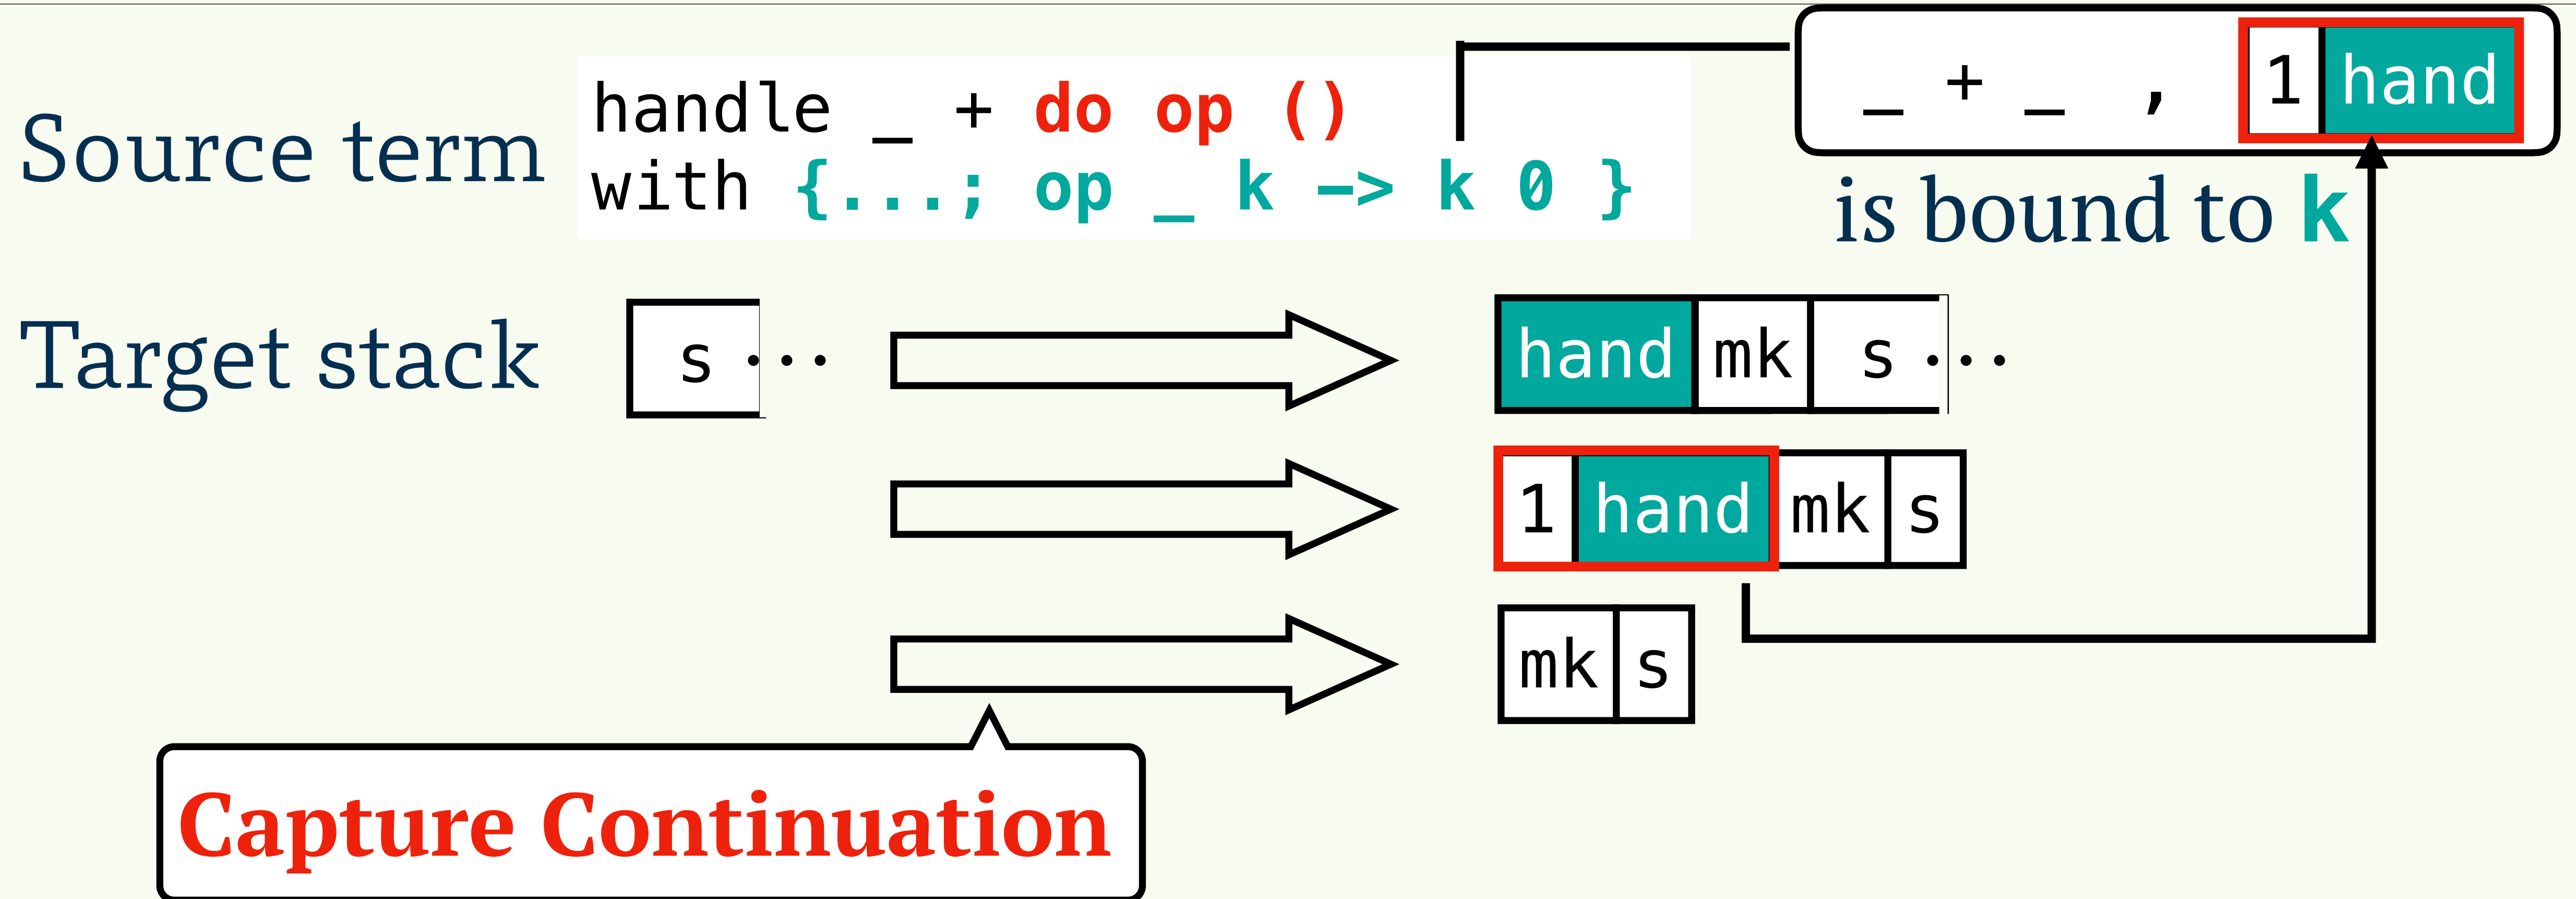 Source term
handle _ + do op ()
with {...; op _ k —> k 0 }
_ + _ , 1 hand
is bound to k
Target stack
s ...
hand mk s ...
1 hand mk s
mk s
Capture Continuation